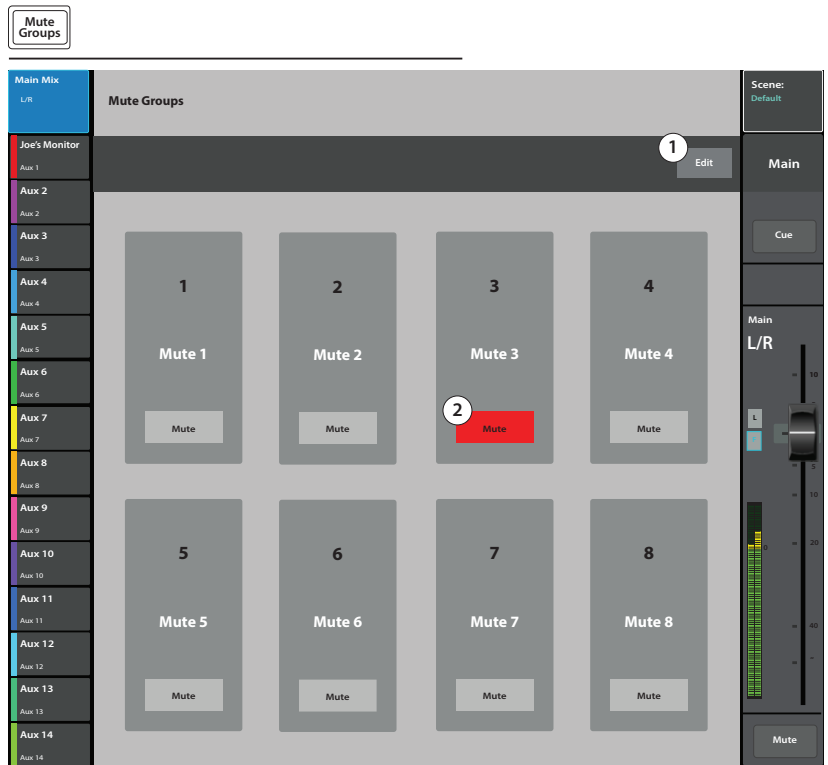 Mute
Groups
Main Mix
L/R
Joe's Monitor
Aux 1
Aux 2
Aux 2
Aux 3
Aux 3
Aux 4
Aux 4
Aux 5
Aux 5
Aux 6
Aux 6
Aux 7
Aux 7
Aux 8
Aux 8
Aux 9
Aux 9
Aux 10
Aux 10
Aux 11
Aux 11
Aux 12
Aux 12
Aux 13
Aux 13
Aux 14
Aux 14
Mute Groups
1
Edit
1
Mute 1
Mute
2
Mute 2
Mute
3
Mute 3
2
Mute
4
Mute 4
Mute
5
Mute 5
Mute
6
Mute 6
Mute
7
Mute 7
Mute
8
Mute 8
Mute
Scene:
Default
Main
Cue
Main
L/R
10
L
5
10
0
20
40
Mute